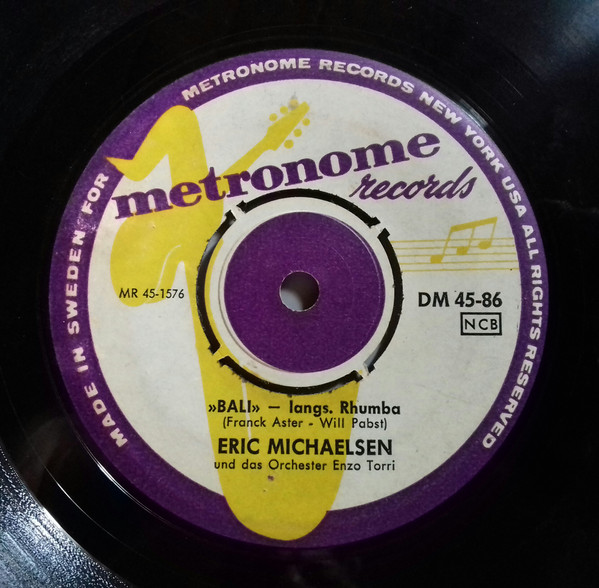 MADE IN SWEDEN FOR METRONOME RECORDS NEW YORK USA ALL RIGHTS RESERVED
metronome
records
MR 45-1576
DM 45-86
NCB
»BALI» — langs. Rhumba
(Franck Aster - Will Pabst)
ERIC MICHAELSEN
und das Orchester Enzo Torri